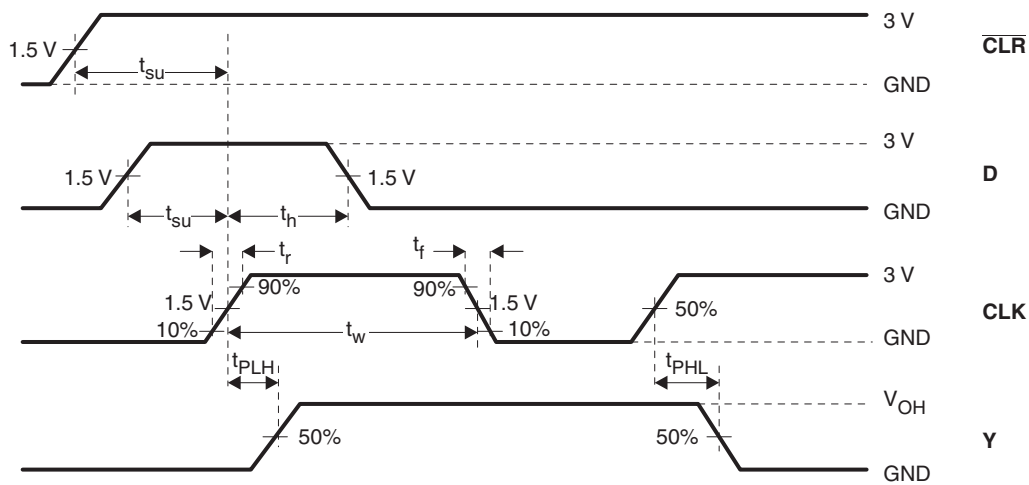 3 V
1.5 V
CLR
tsu
GND
3 V
1.5 V
1.5 V
D
tsu
th
GND
tr
tf
3 V
90%
90%
1.5 V
1.5 V
50%
CLK
10%
tw
10%
GND
tPLH
tPHL
VOH
50%
50%
Y
GND